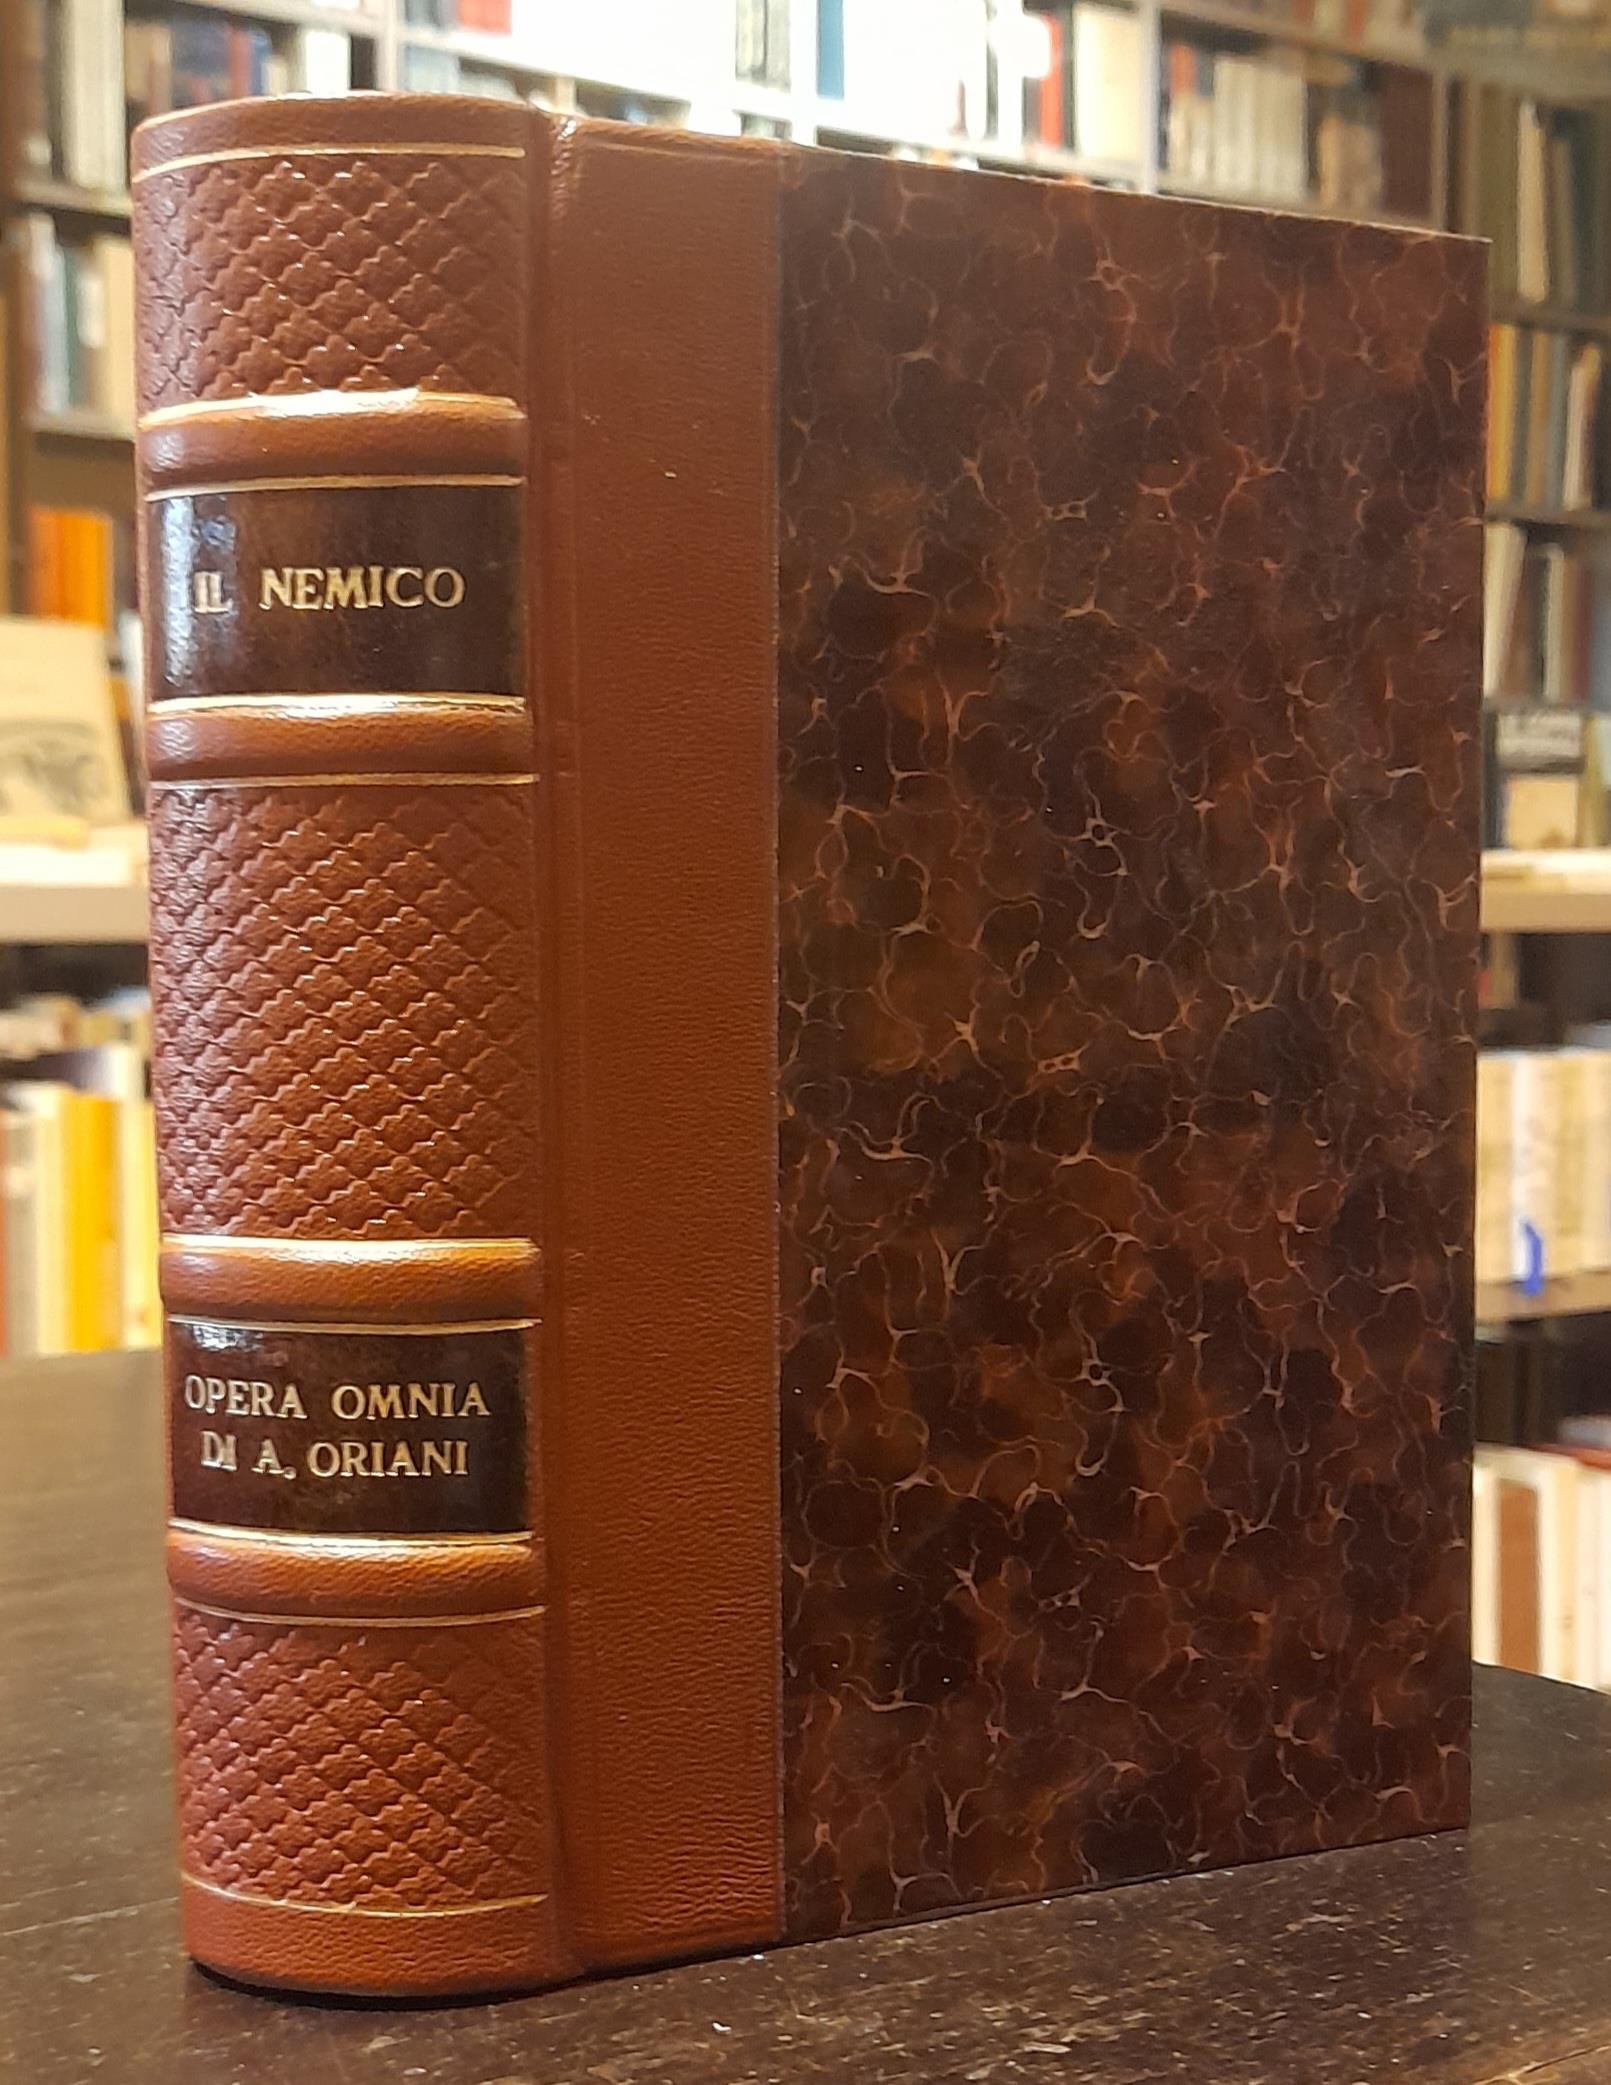 IL NEMICO
OPERA OMNIA
DI A. ORIANI